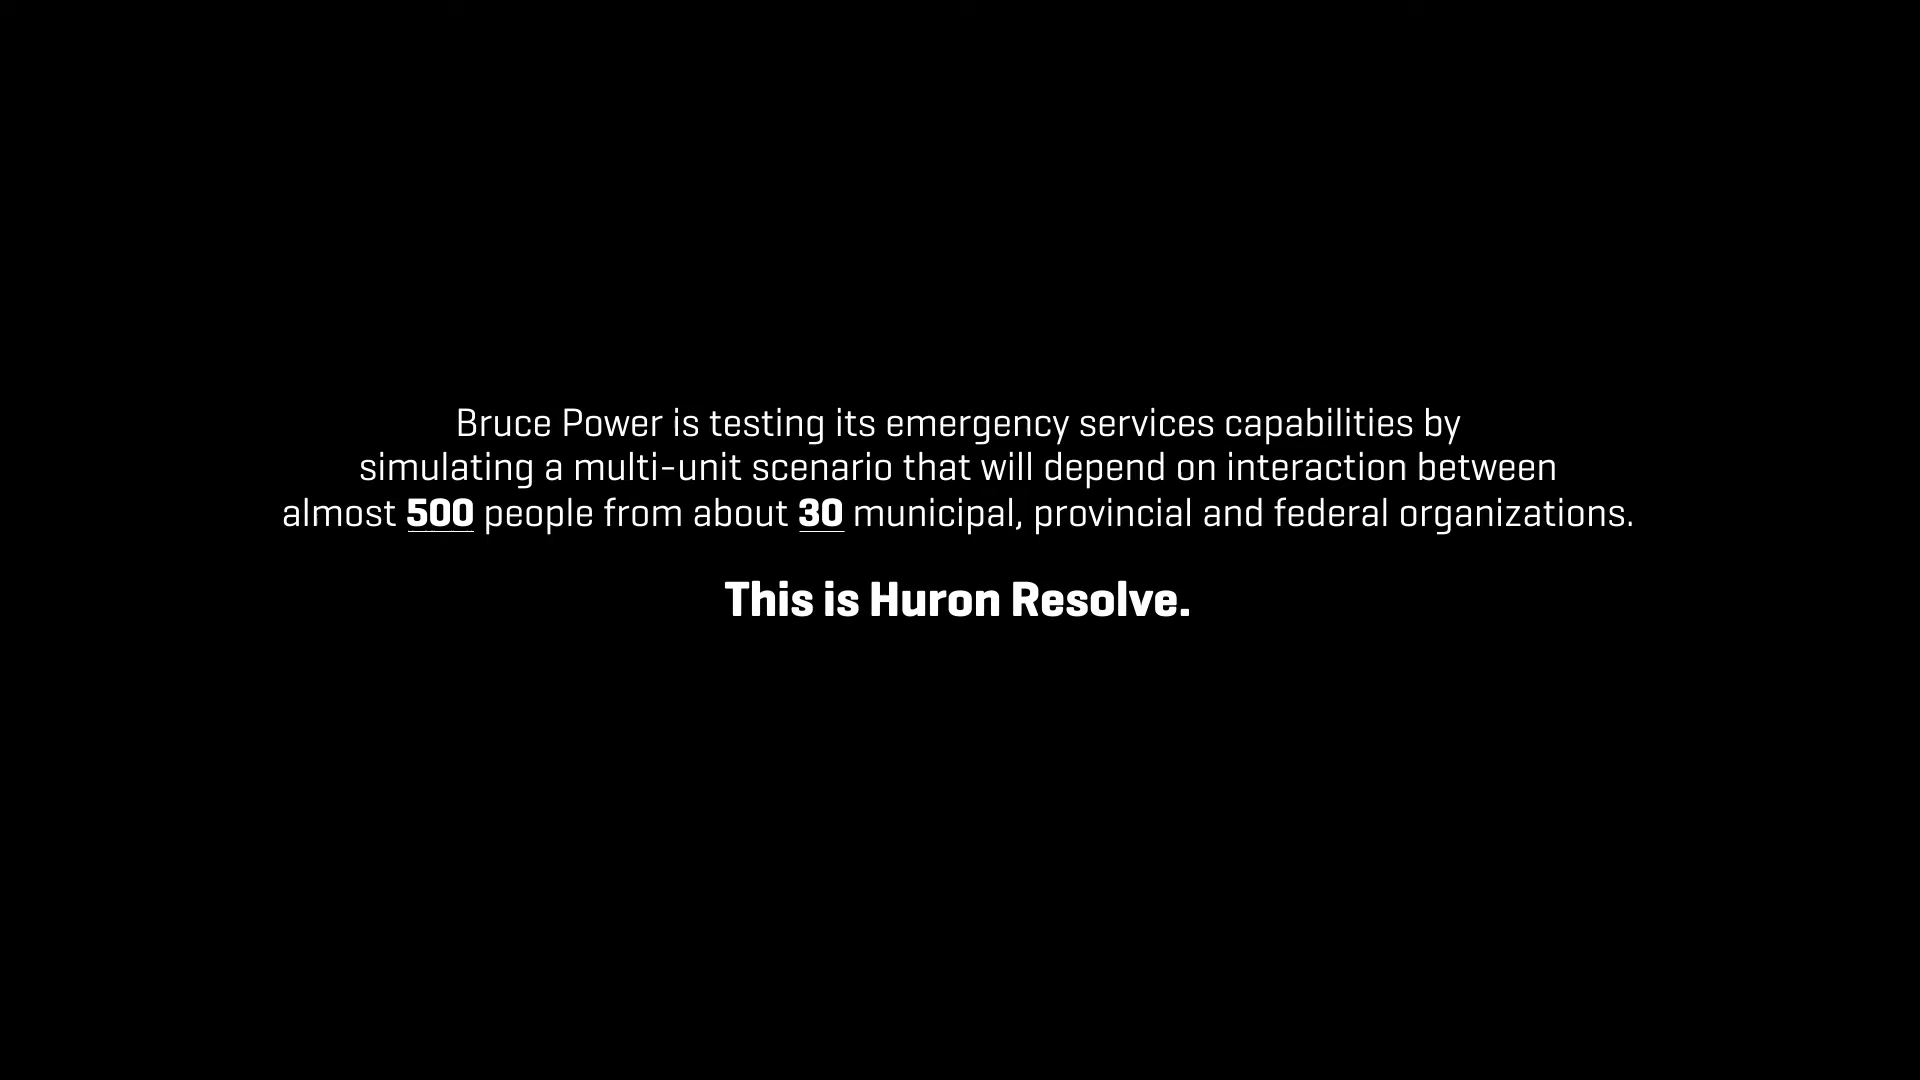 Bruce Power is testing its emergency services capabilities by
simulating a multi-unit scenario that will depend on interaction between
almost 500 people from about 30 municipal, provincial and federal organizations.
This is Huron Resolve.